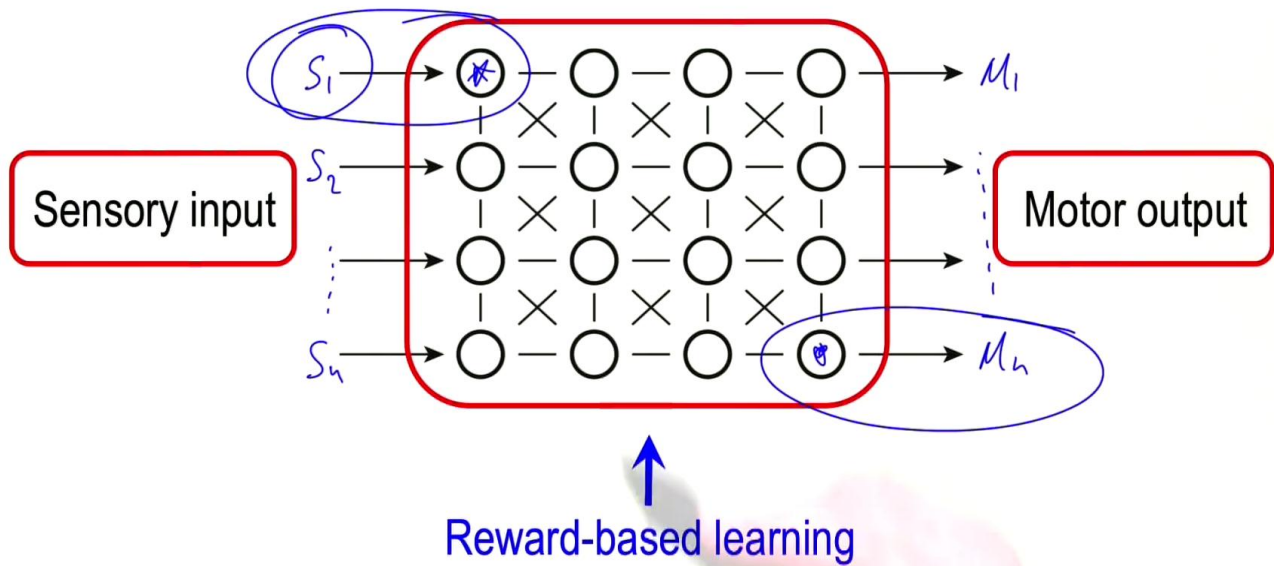 S1
M1
S2
Sensory input
Motor output
Sn
Mn
Reward-based learning